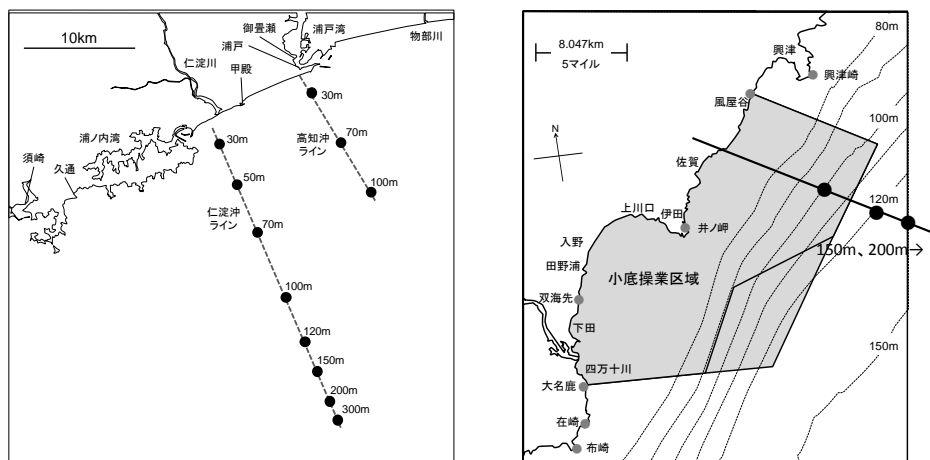 10km
御畳瀬
浦戸湾
浦戸
物部川
仁淀川
甲殿
30m
高知沖
ライン
70m
100m
浦ノ内湾
須崎
久通
30m
50m
仁淀沖
ライン
70m
100m
120m
150m
200m
300m
8.047km
5マイル
N
興津
興津崎
風屋谷
80m
100m
120m
佐賀
上川口
伊田
井ノ岬
入野
田野浦
小底操業区域
150m、200m→
双海先
下田
四万十川
大名鹿
在崎
布崎
150m